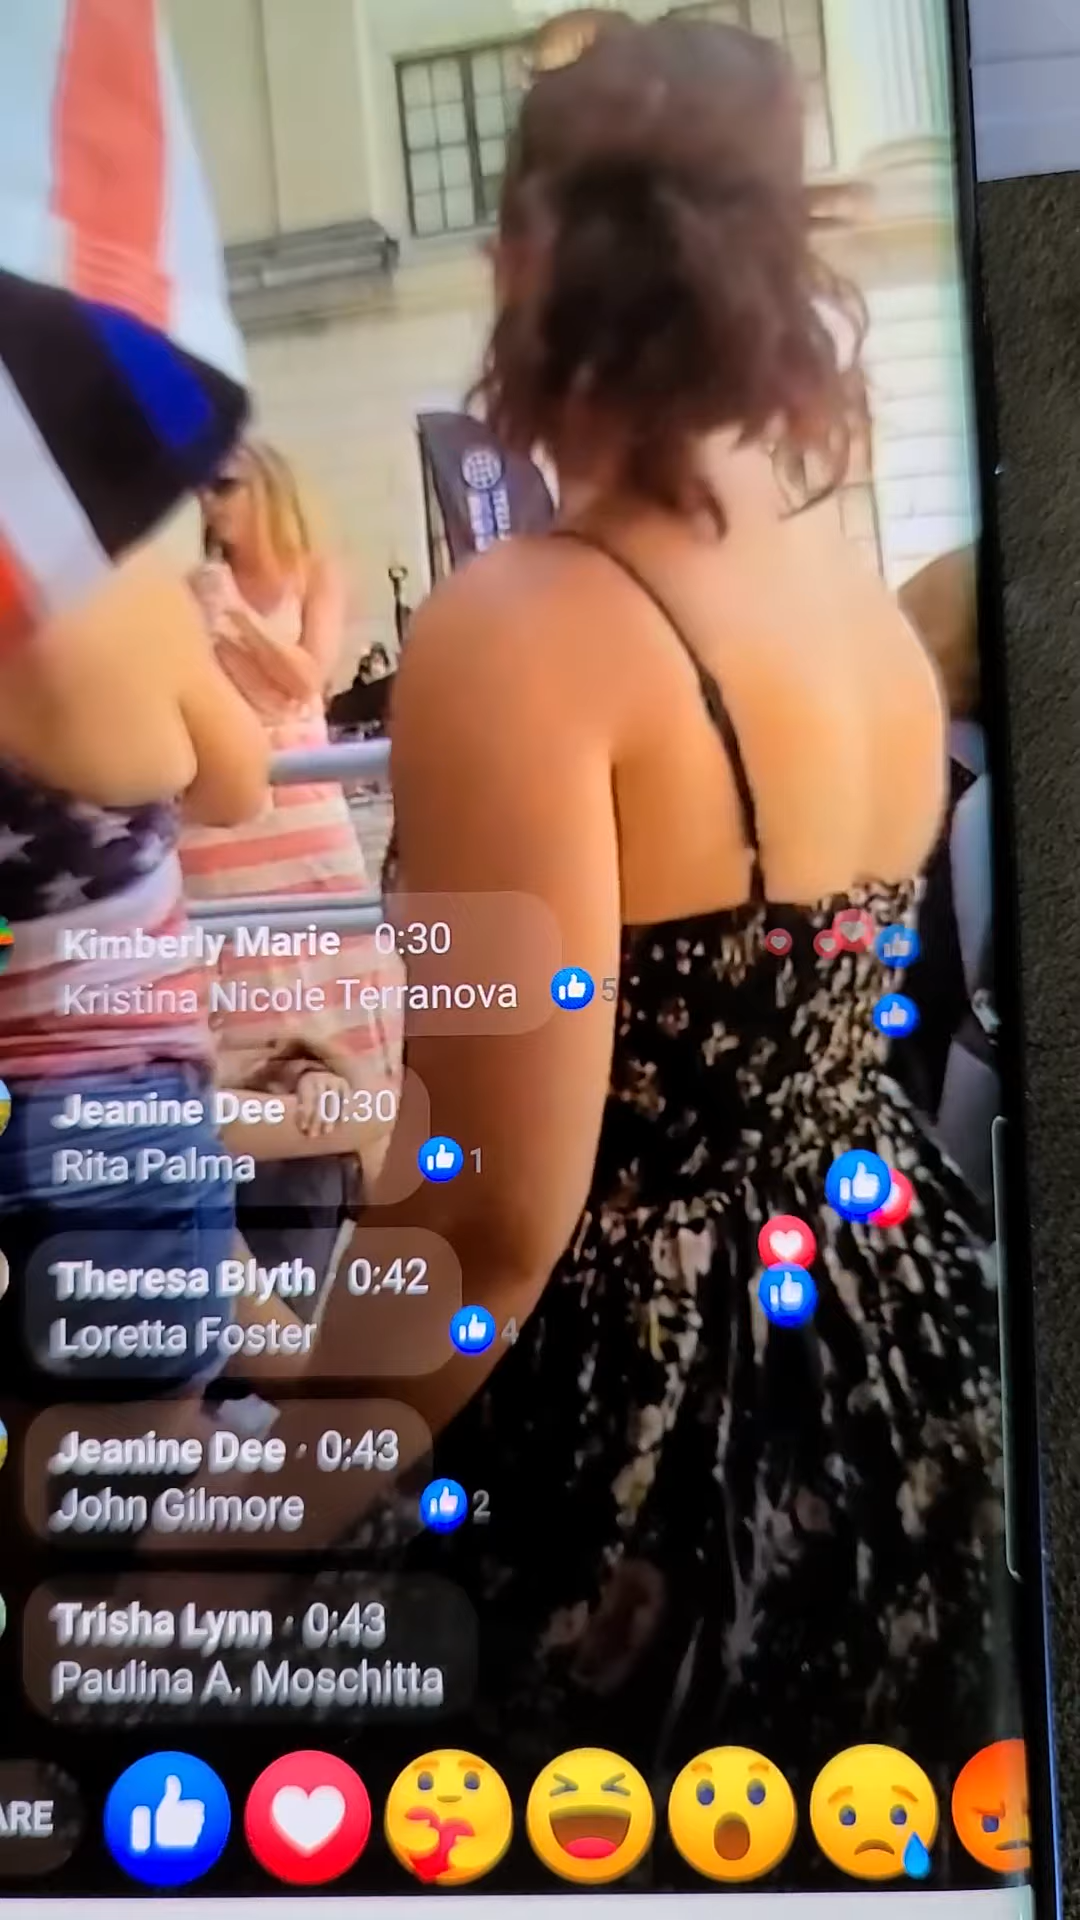 Kimberly Marie 0:30
Kristina Nicole Terranova 5
Jeanine Dee · 0:30
Rita Palma 1
Theresa Blyth · 0:42
Loretta Foster 4
Jeanine Dee · 0:43
John Gilmore 2
Trisha Lynn · 0:43
Paulina A. Moschitta
ARE